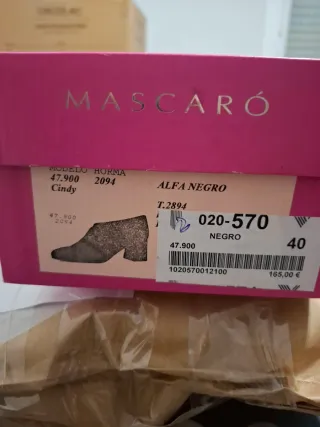 MASCARÓ
MODELO HORMA
47.900 2094 ALFA NEGRO
Cindy
T.2894
47.900
2094
020-570
NEGRO
47.900 40
1020570012100
165,00 €